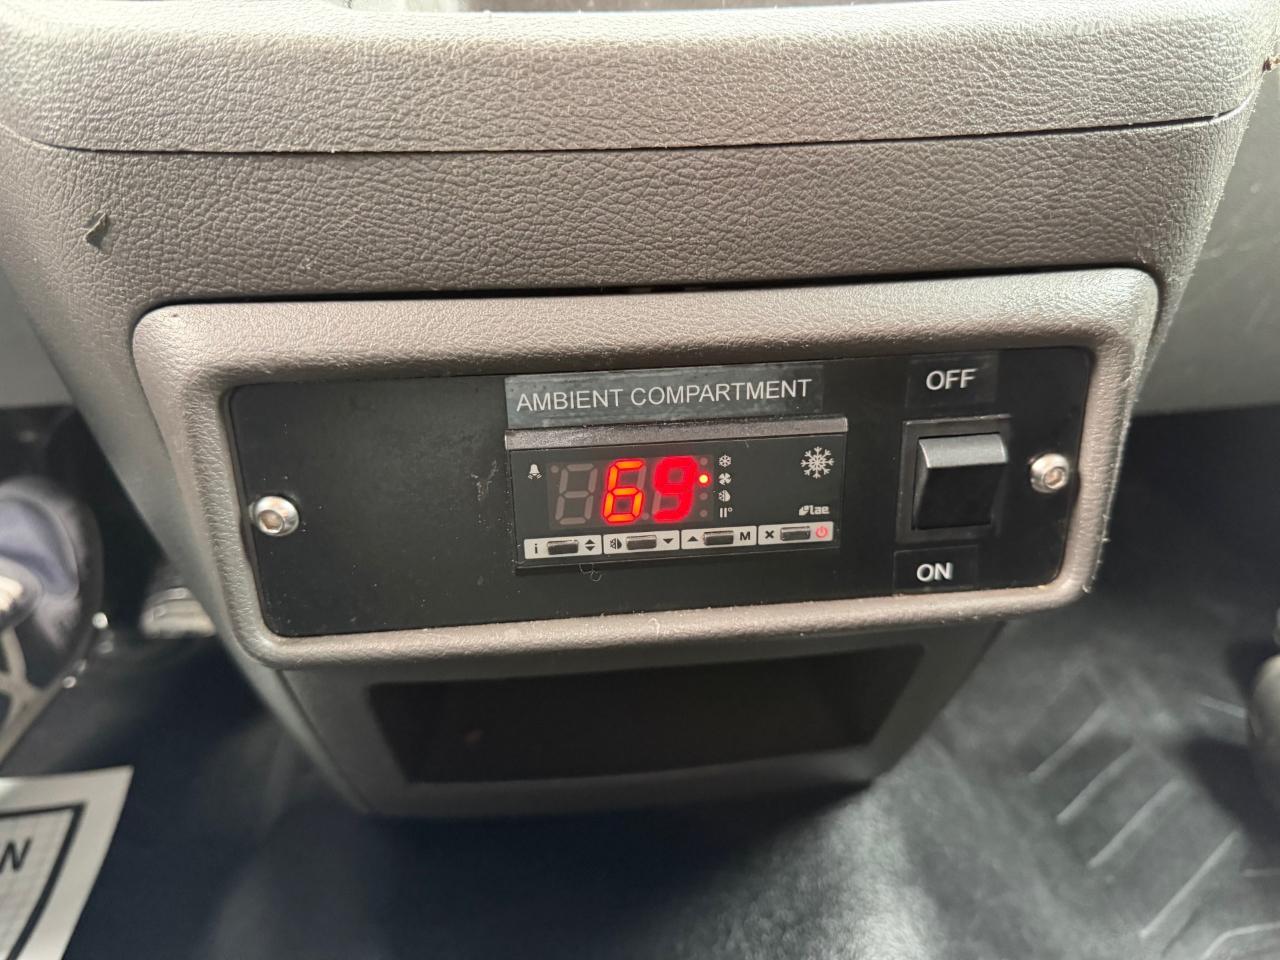 AMBIENT COMPARTMENT
OFF
69
lae
i M x
ON
N